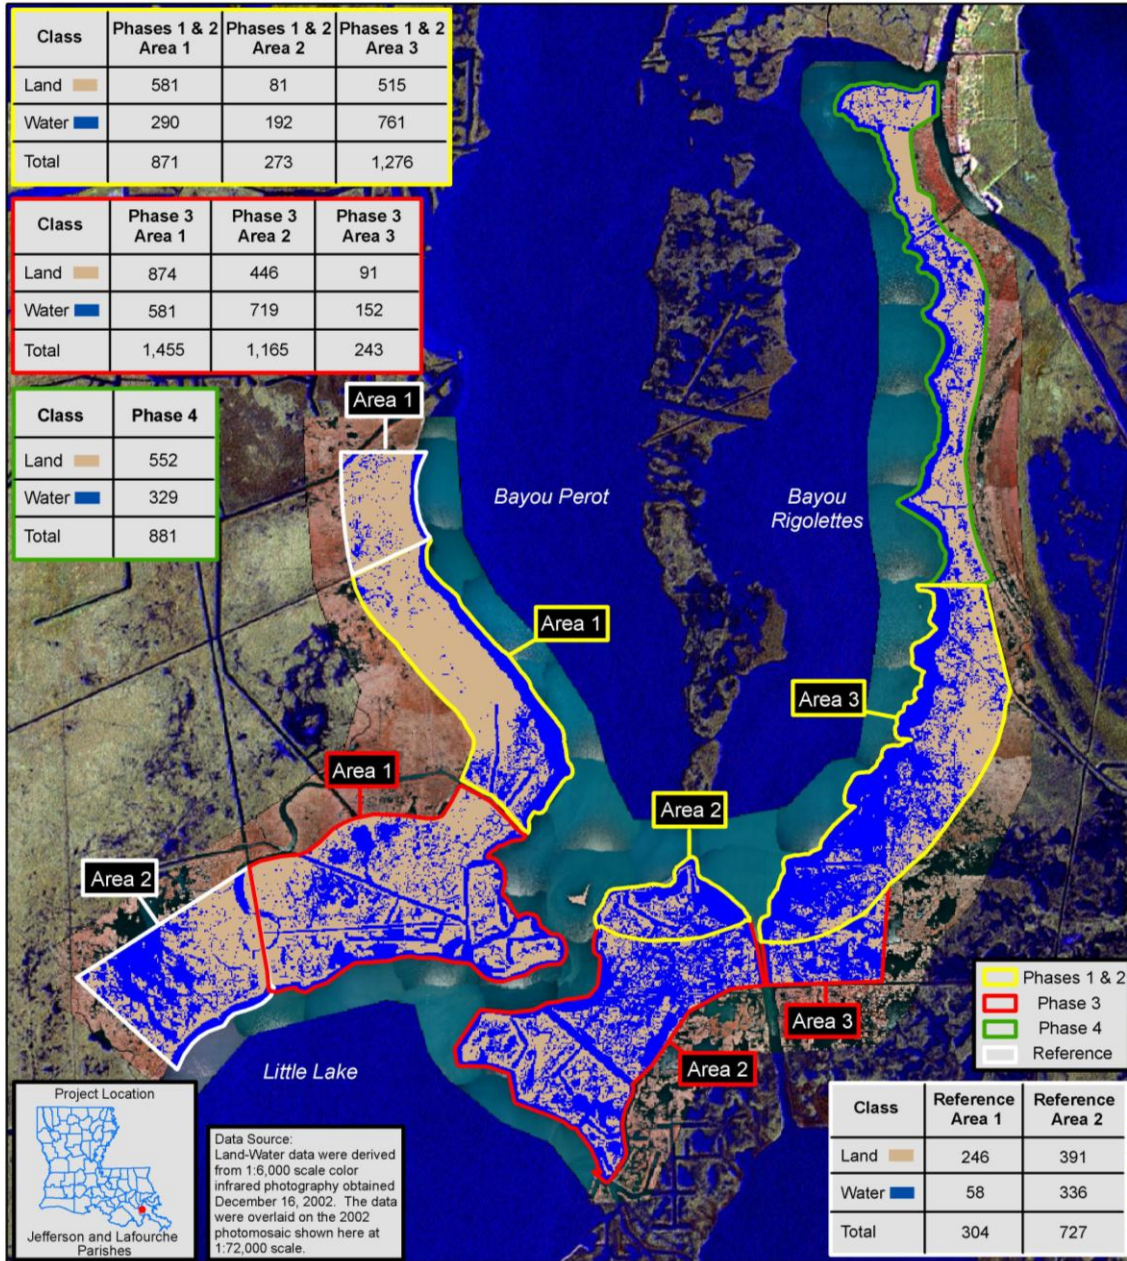 Class Phases 1 & 2 Area 1 Phases 1 & 2 Area 2 Phases 1 & 2 Area 3
Land 581 81 515
Water 290 192 761
Total 871 273 1,276
Class Phase 3 Area 1 Phase 3 Area 2 Phase 3 Area 3
Land 874 446 91
Water 581 719 152
Total 1,455 1,165 243
Class Phase 4
Land 552
Water 329
Total 881
Area 1
Bayou Perot
Bayou
Rigolettes
Area 1
Area 3
Area 1
Area 2
Area 2
Area 3
Area 2
Little Lake
Phases 1 & 2
Phase 3
Phase 4
Reference
Project Location
Jefferson and Lafourche
Parishes
Data Source:
Land-Water data were derived
from 1:6,000 scale color
infrared photography obtained
December 16, 2002. The data
were overlaid on the 2002
photomosaic shown here at
1:72,000 scale.
Class Reference Area 1 Reference Area 2
Land 246 391
Water 58 336
Total 304 727